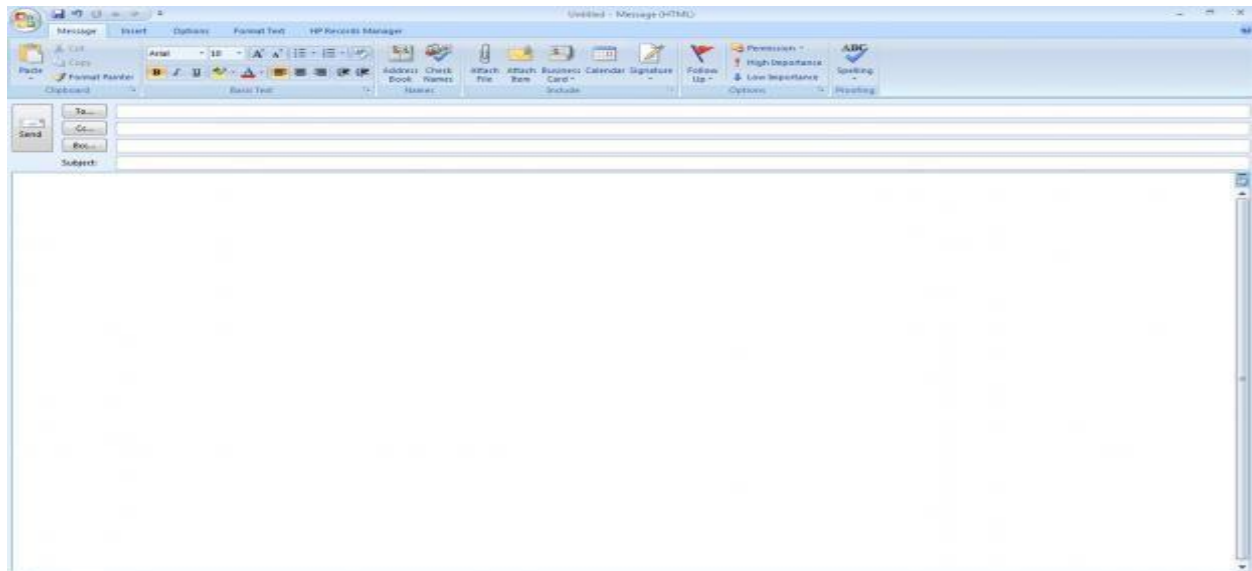 Untitled - Message (HTML)
Message Insert Options Format Text HP Records Manager
Paste
Cut
Copy
Format Painter
Clipboard
Arial 10
B I U
Basic Text
Address Book
Check Names
Names
Attach File
Attach Item
Business Card
Calendar
Signature
Include
Follow Up
Permission
High Importance
Low Importance
Options
ABC
Spelling
Proofing
Send
To...
Cc...
Bcc...
Subject: